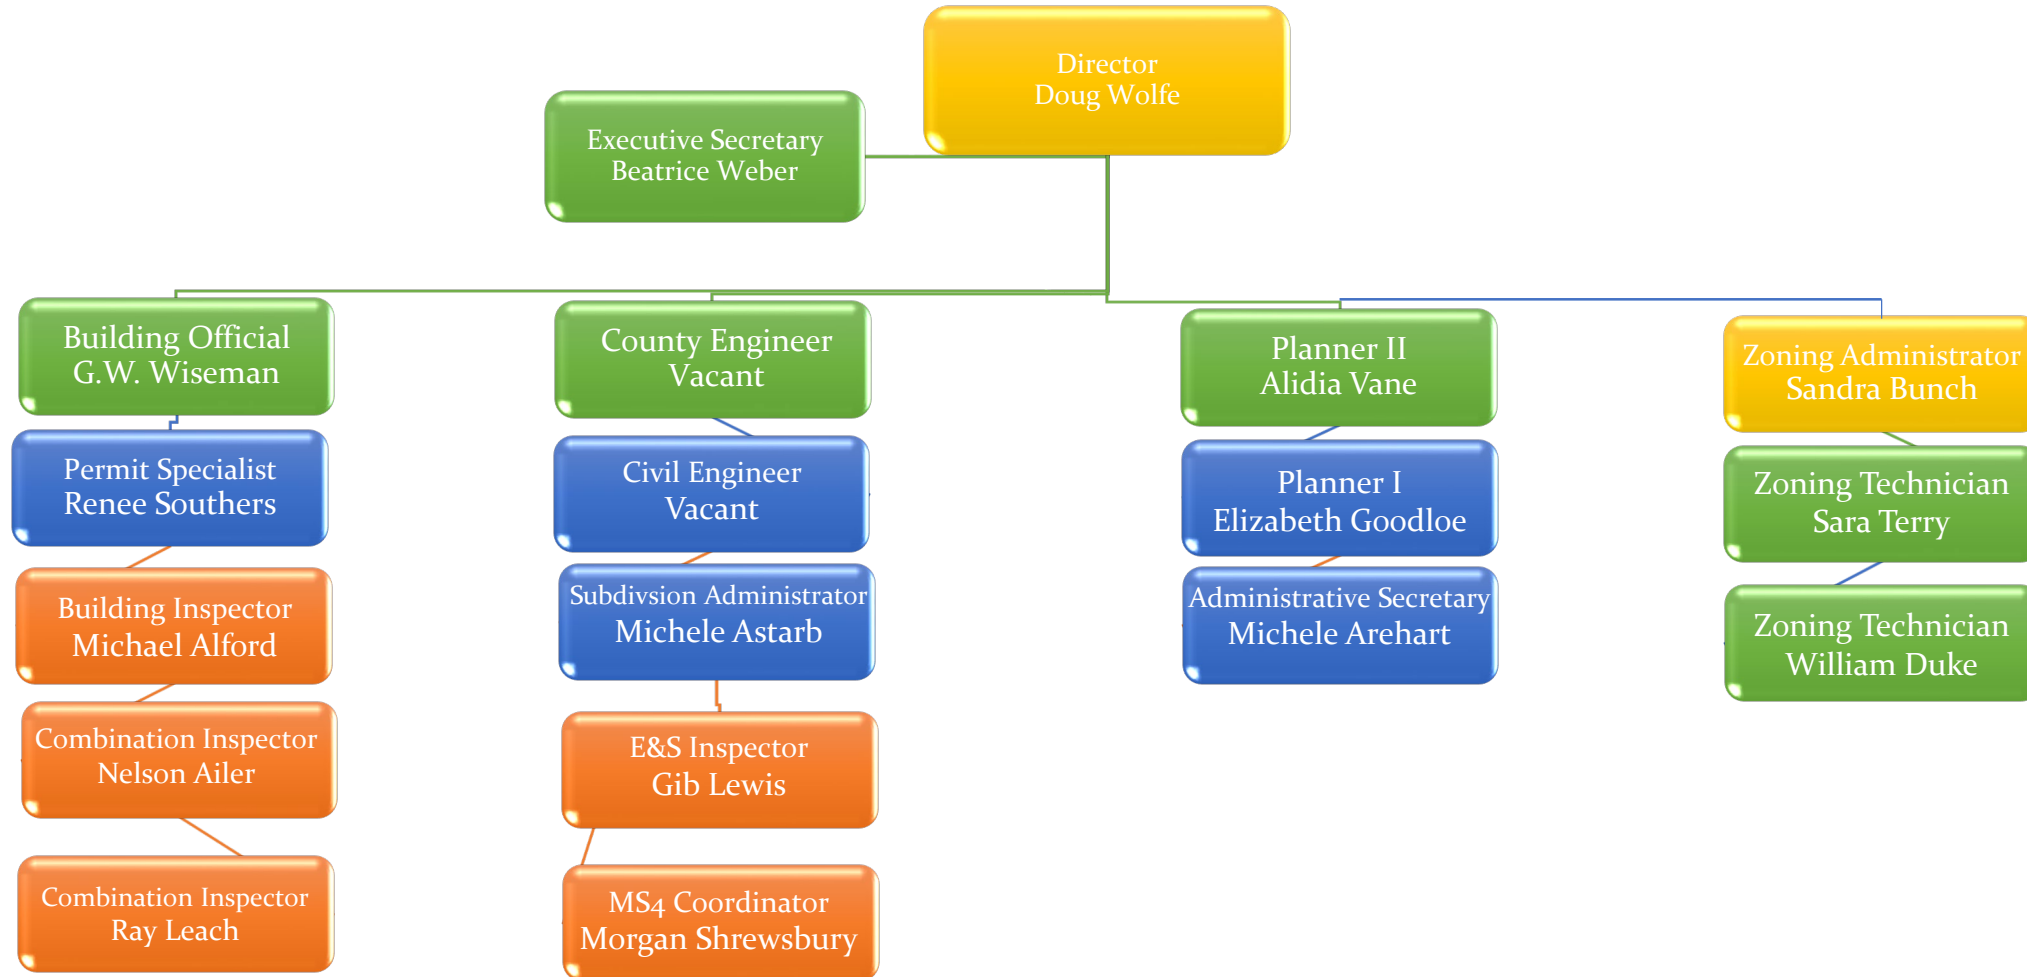 Director
Doug Wolfe
Executive Secretary
Beatrice Weber
Building Official
G.W. Wiseman
County Engineer
Vacant
Planner II
Alidia Vane
Zoning Administrator
Sandra Bunch
Permit Specialist
Renee Southers
Civil Engineer
Vacant
Planner I
Elizabeth Goodloe
Zoning Technician
Sara Terry
Building Inspector
Michael Alford
Subdivsion Administrator
Michele Astarb
Administrative Secretary
Michele Arehart
Zoning Technician
William Duke
Combination Inspector
Nelson Ailer
E&S Inspector
Gib Lewis
Combination Inspector
Ray Leach
MS4 Coordinator
Morgan Shrewsbury